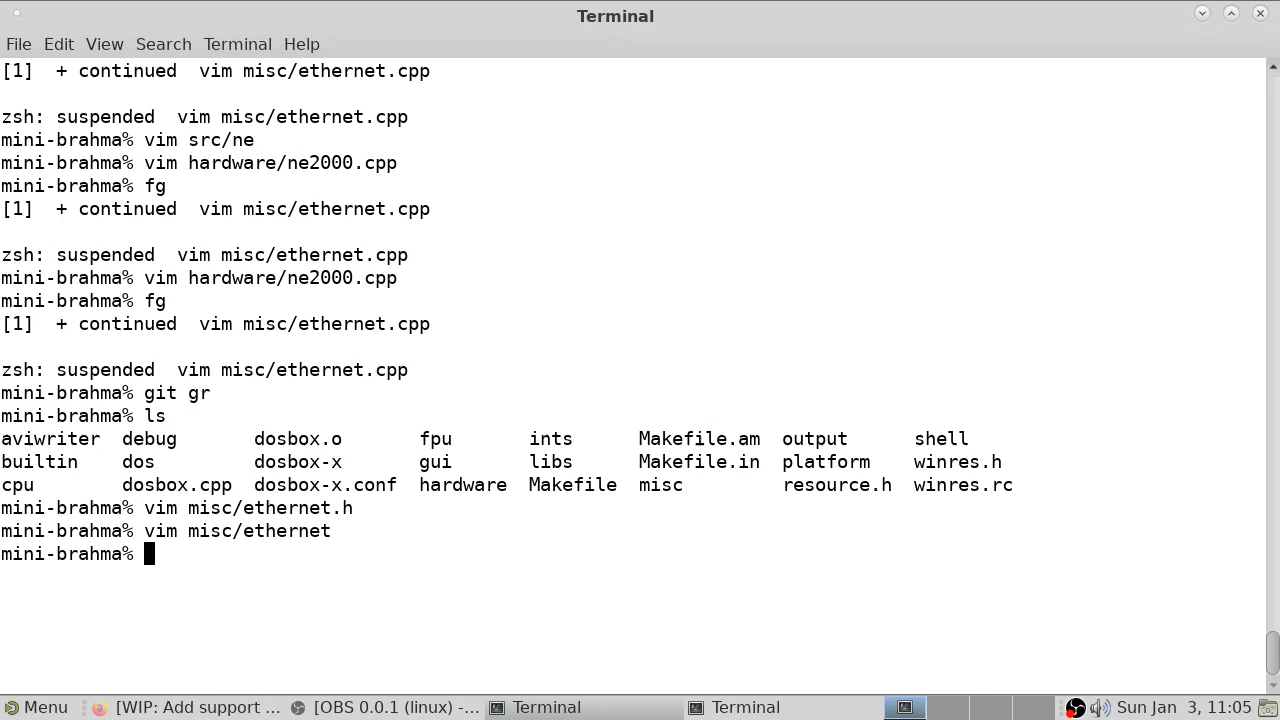 Terminal
File Edit View Search Terminal Help
[1]  + continued  vim misc/ethernet.cpp
zsh: suspended  vim misc/ethernet.cpp
mini-brahma% vim src/ne
mini-brahma% vim hardware/ne2000.cpp
mini-brahma% fg
[1]  + continued  vim misc/ethernet.cpp
zsh: suspended  vim misc/ethernet.cpp
mini-brahma% vim hardware/ne2000.cpp
mini-brahma% fg
[1]  + continued  vim misc/ethernet.cpp
zsh: suspended  vim misc/ethernet.cpp
mini-brahma% git gr
mini-brahma% ls
aviwriter  debug       dosbox.o       fpu       ints      Makefile.am  output      shell
builtin    dos         dosbox-x       gui       libs      Makefile.in  platform    winres.h
cpu        dosbox.cpp  dosbox-x.conf  hardware  Makefile  misc         resource.h  winres.rc
mini-brahma% vim misc/ethernet.h
mini-brahma% vim misc/ethernet
mini-brahma%
Menu [WIP: Add support ... [OBS 0.0.1 (linux) -... Terminal Terminal Sun Jan  3, 11:05